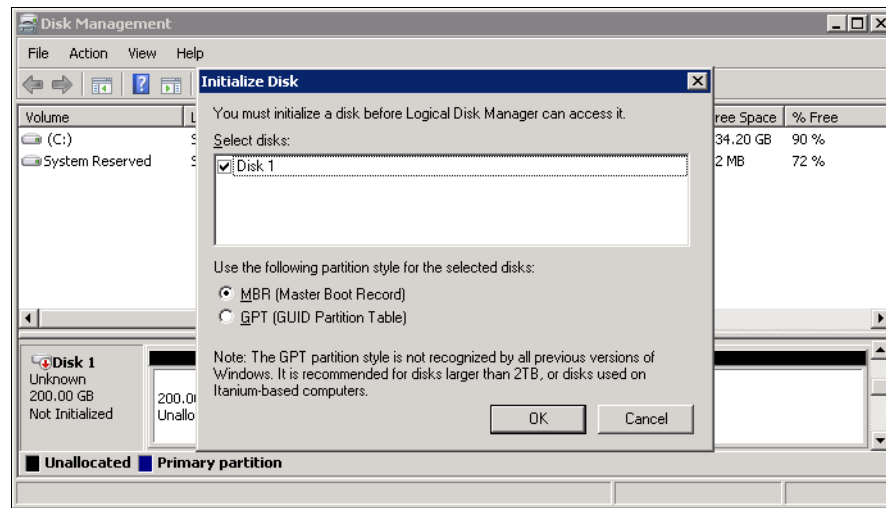 Disk Management
File Action View Help
Initialize Disk
You must initialize a disk before Logical Disk Manager can access it.
Select disks:
Disk 1
Use the following partition style for the selected disks:
MBR (Master Boot Record)
GPT (GUID Partition Table)
Note: The GPT partition style is not recognized by all previous versions of
Windows. It is recommended for disks larger than 2TB, or disks used on
Itanium-based computers.
OK Cancel
Volume L ree Space % Free
(C:) S 34.20 GB 90 %
System Reserved S 2 MB 72 %
Disk 1
Unknown
200.00 GB
Not Initialized
200.0
Unallo
Unallocated Primary partition